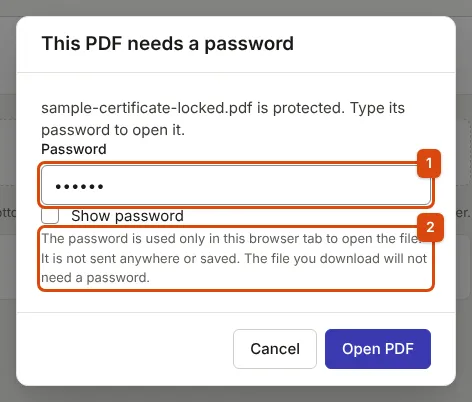 This PDF needs a password
sample-certificate-locked.pdf is protected. Type its
password to open it.
Password
1
••••••
Show password
2
The password is used only in this browser tab to open the file.
It is not sent anywhere or saved. The file you download will not
need a password.
Cancel
Open PDF